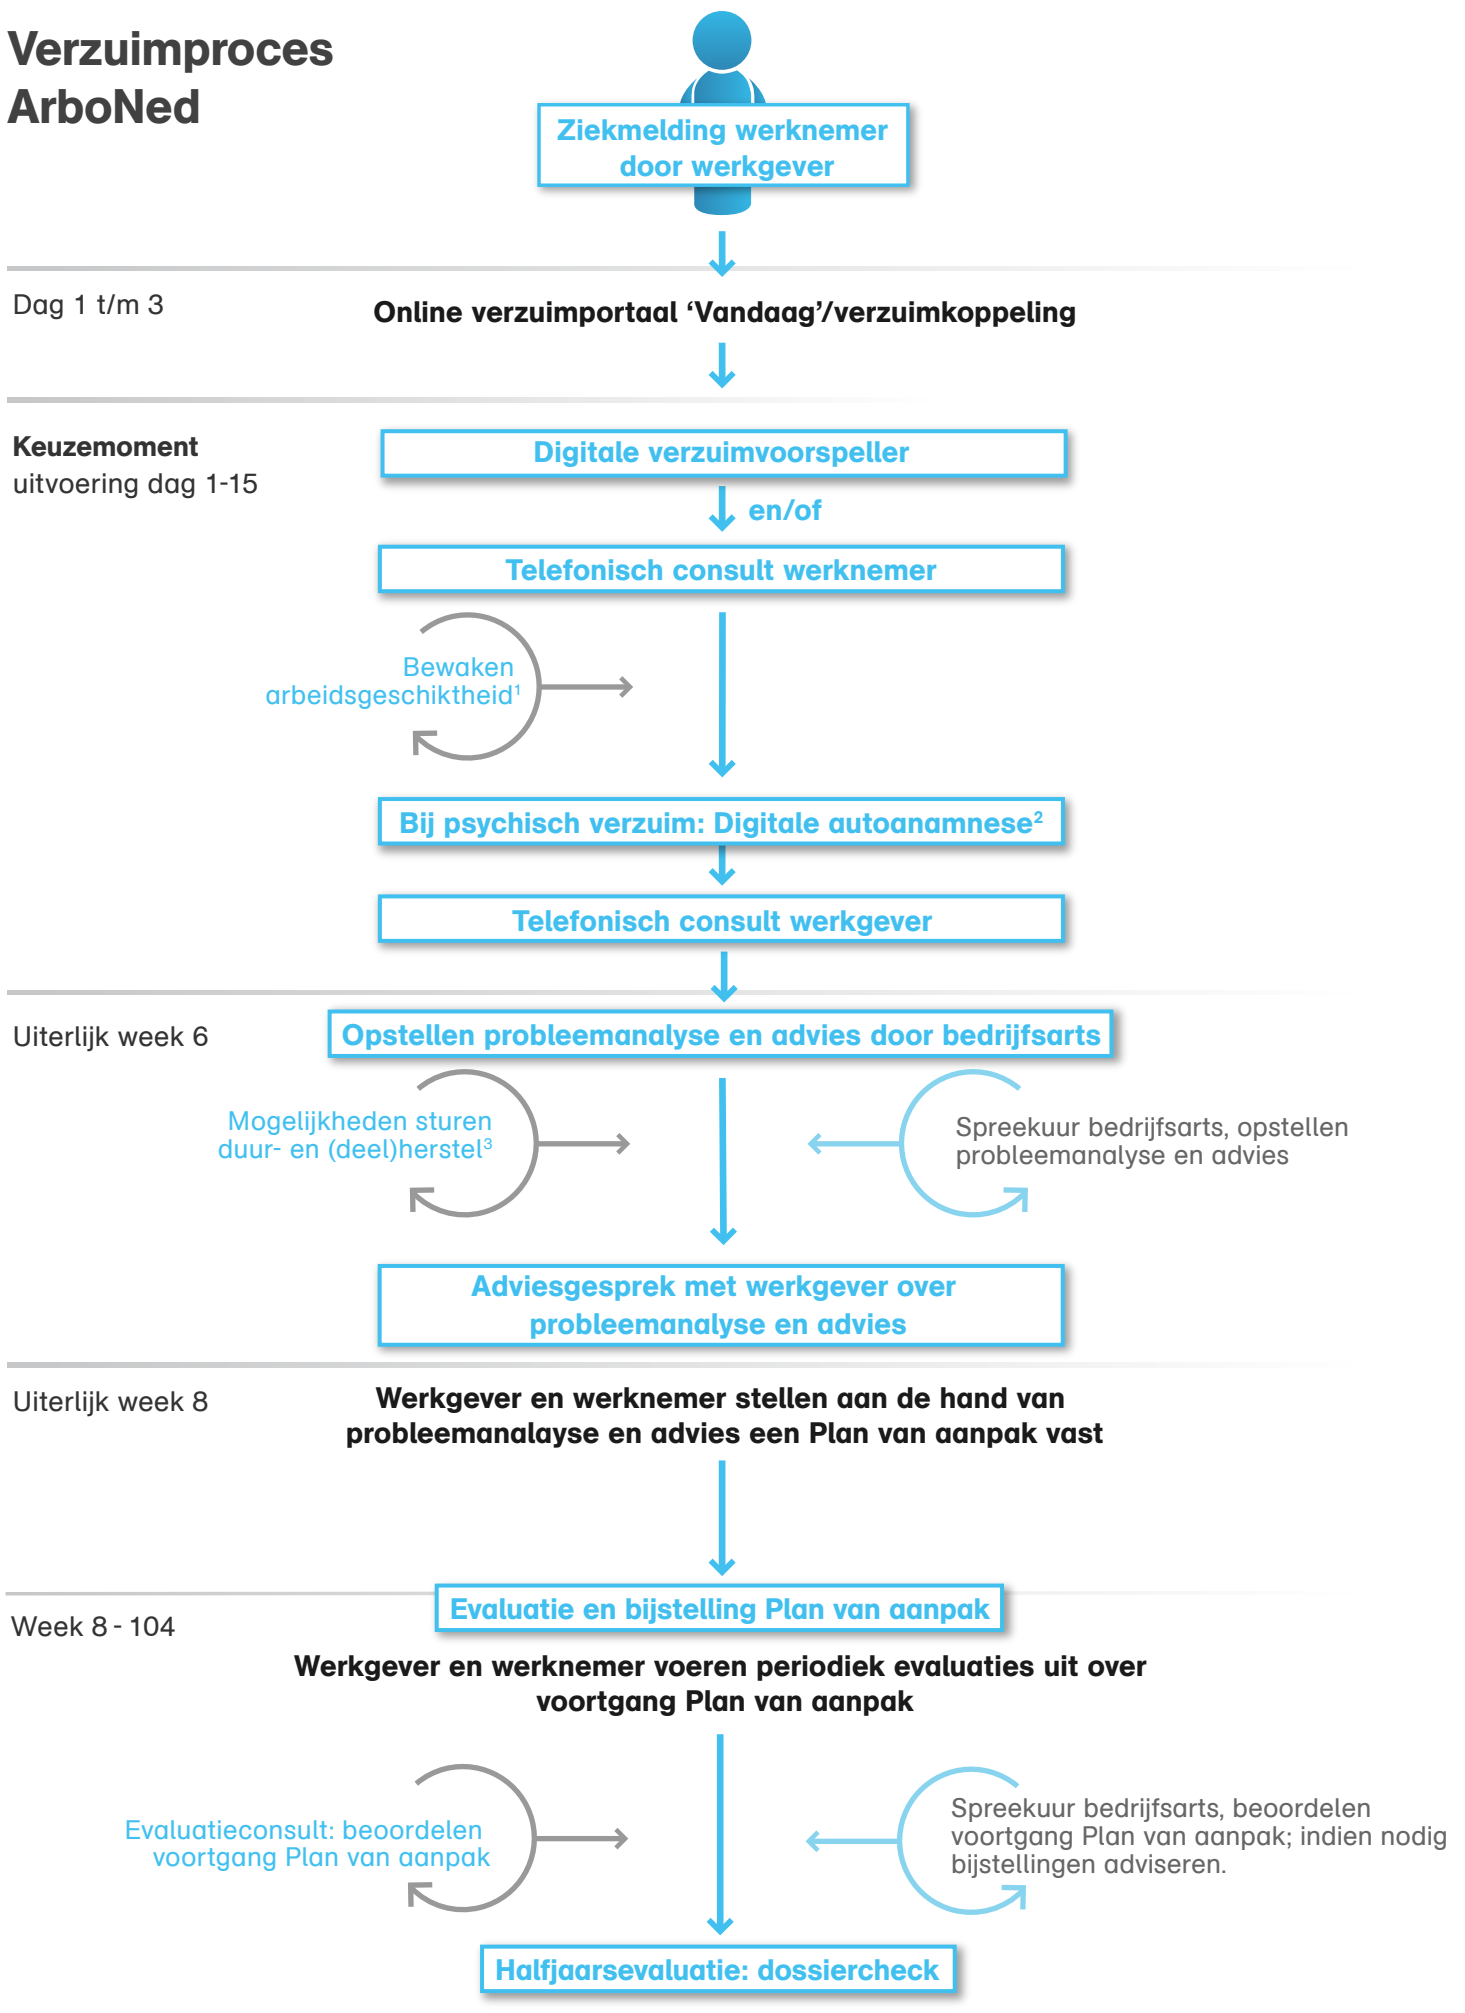 Verzuimproces
ArboNed
Ziekmelding werknemer
door werkgever
Dag 1 t/m 3
Online verzuimportaal ‘Vandaag’/verzuimkoppeling
Keuzemoment
uitvoering dag 1-15
Digitale verzuimvoorspeller
en/of
Telefonisch consult werknemer
Bewaken
arbeidsgeschiktheid¹
Bij psychisch verzuim: Digitale autoanamnese²
Telefonisch consult werkgever
Uiterlijk week 6
Opstellen probleemanalyse en advies door bedrijfsarts
Mogelijkheden sturen
duur- en (deel)herstel³
Spreekuur bedrijfsarts, opstellen
probleemanalyse en advies
Adviesgesprek met werkgever over
probleemanalyse en advies
Uiterlijk week 8
Werkgever en werknemer stellen aan de hand van
probleemanalayse en advies een Plan van aanpak vast
Week 8 - 104
Evaluatie en bijstelling Plan van aanpak
Werkgever en werknemer voeren periodiek evaluaties uit over
voortgang Plan van aanpak
Evaluatieconsult: beoordelen
voortgang Plan van aanpak
Spreekuur bedrijfsarts, beoordelen
voortgang Plan van aanpak; indien nodig
bijstellingen adviseren.
Halfjaarsevaluatie: dossiercheck